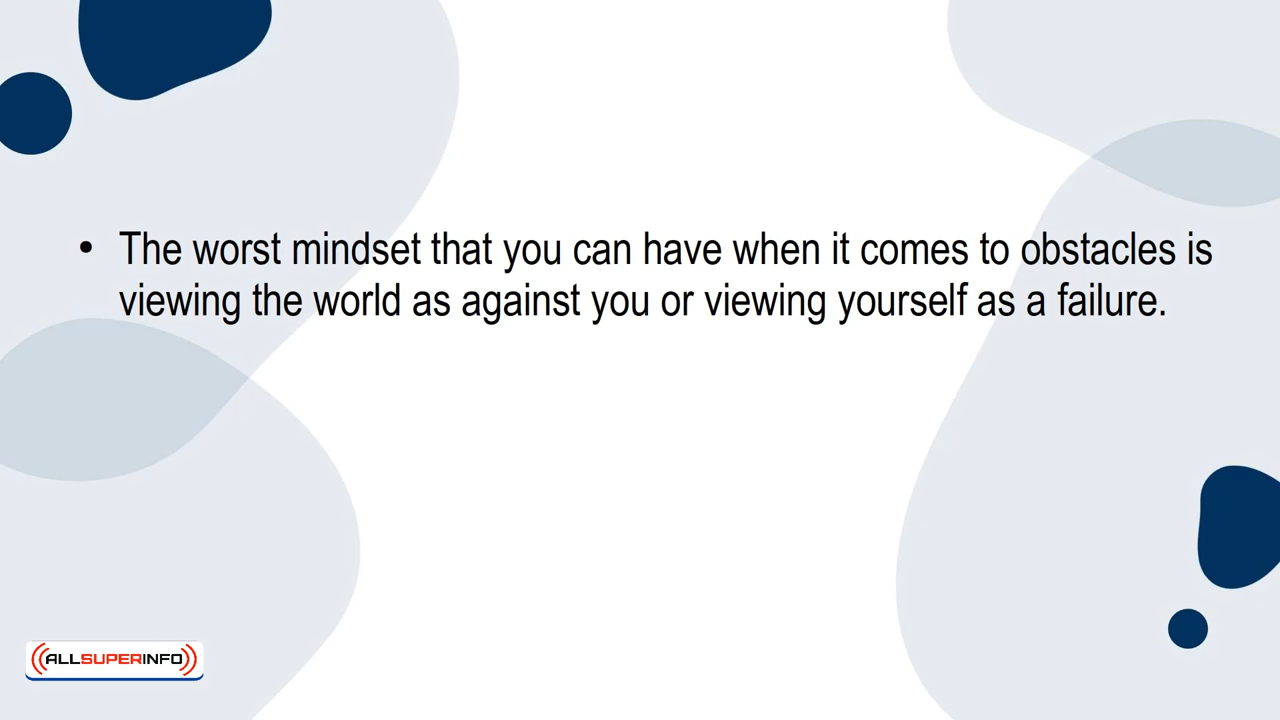 • The worst mindset that you can have when it comes to obstacles is
viewing the world as against you or viewing yourself as a failure.
ALLSUPERINFO